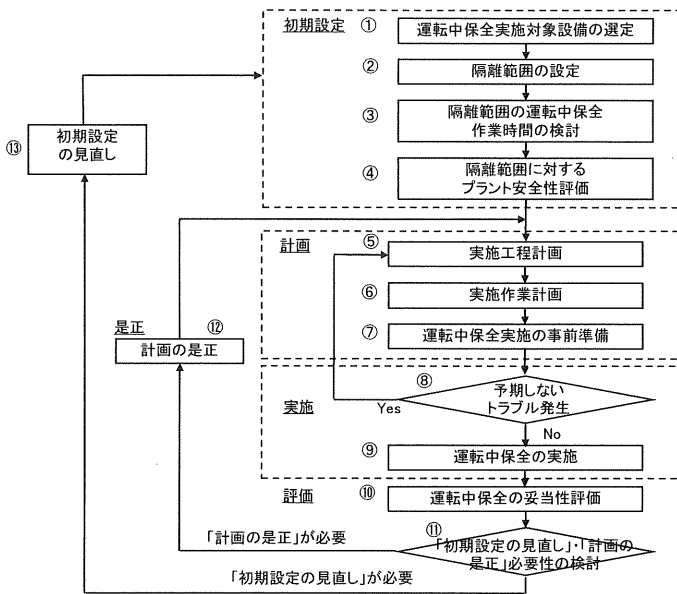 初期設定
① 運転中保全実施対象設備の選定
② 隔離範囲の設定
③ 隔離範囲の運転中保全
作業時間の検討
④ 隔離範囲に対する
プラント安全性評価
⑬ 初期設定
の見直し
計画
⑤ 実施工程計画
⑥ 実施作業計画
⑦ 運転中保全実施の事前準備
是正
⑫ 計画の是正
実施
⑧ 予期しない
トラブル発生
Yes
No
⑨ 運転中保全の実施
評価
⑩ 運転中保全の妥当性評価
⑪ 「初期設定の見直し」・「計画の
是正」必要性の検討
「計画の是正」が必要
「初期設定の見直し」が必要